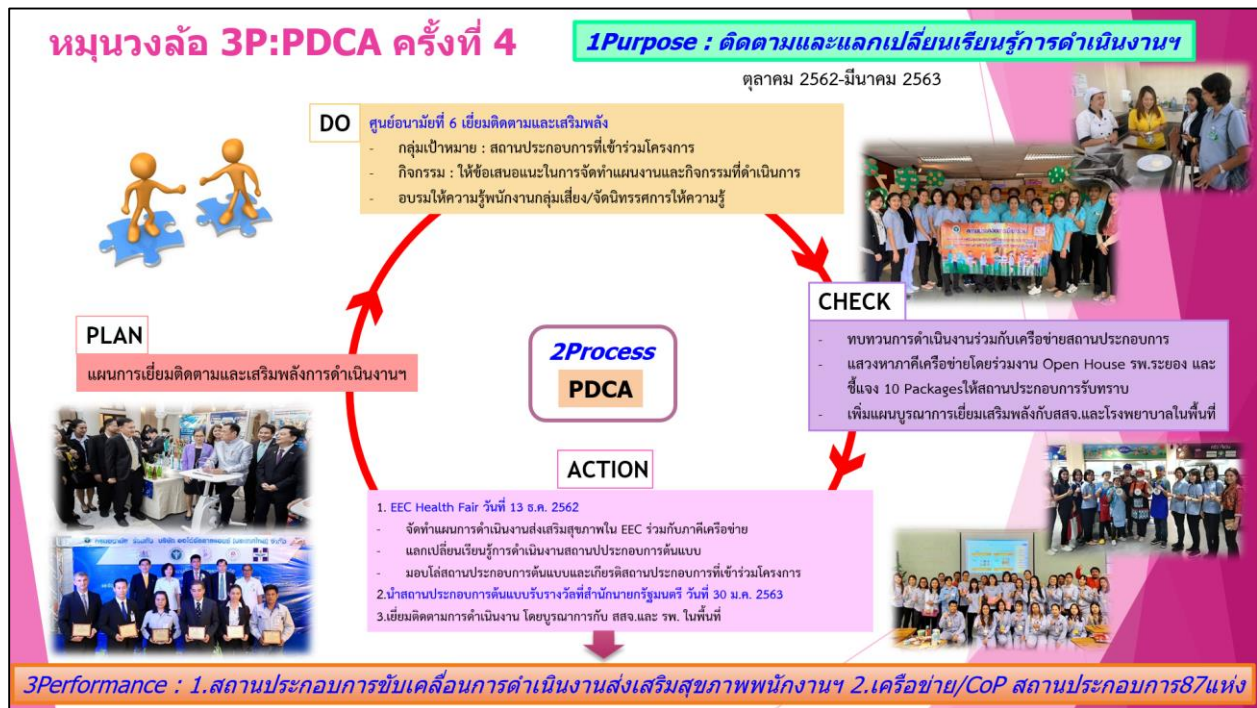 หมุนวงล้อ 3P:PDCA ครั้งที่ 4
1Purpose : ติดตามและแลกเปลี่ยนเรียนรู้การดำเนินงานฯ
ตุลาคม 2562-มีนาคม 2563
DO
ศูนย์อนามัยที่ 6 เยี่ยมติดตามและเสริมพลัง
- กลุ่มเป้าหมาย : สถานประกอบการที่เข้าร่วมโครงการ
- กิจกรรม : ให้ข้อเสนอแนะในการจัดทำแผนงานและกิจกรรมที่ดำเนินการ
- อบรมให้ความรู้พนักงานกลุ่มเสี่ยง/จัดนิทรรศการให้ความรู้
CHECK
- ทบทวนการดำเนินงานร่วมกับเครือข่ายสถานประกอบการ
- แสวงหาภาคีเครือข่ายโดยร่วมงาน Open House รพ.ระยอง และ
ชี้แจง 10 Packagesให้สถานประกอบการรับทราบ
- เพิ่มแผนบูรณาการเยี่ยมเสริมพลังกับสสจ.และโรงพยาบาลในพื้นที่
PLAN
แผนการเยี่ยมติดตามและเสริมพลังการดำเนินงานฯ
2Process
PDCA
ACTION
1. EEC Health Fair วันที่ 13 ธ.ค. 2562
- จัดทำแผนการดำเนินงานส่งเสริมสุขภาพใน EEC ร่วมกับภาคีเครือข่าย
- แลกเปลี่ยนเรียนรู้การดำเนินงานสถานปประกอบการต้นแบบ
- มอบโล่สถานประกอบการต้นแบบและเกียรติสถานประกอบการที่เข้าร่วมโครงการ
2.นำสถานประกอบการต้นแบบรับรางวัลที่สำนักนายกรัฐมนตรี วันที่ 30 ม.ค. 2563
3.เยี่ยมติดตามการดำเนินงาน โดยบูรณาการกับ สสจ.และ รพ. ในพื้นที่
3Performance : 1.สถานประกอบการขับเคลื่อนการดำเนินงานส่งเสริมสุขภาพพนักงานฯ 2.เครือข่าย/CoP สถานประกอบการ87แห่ง